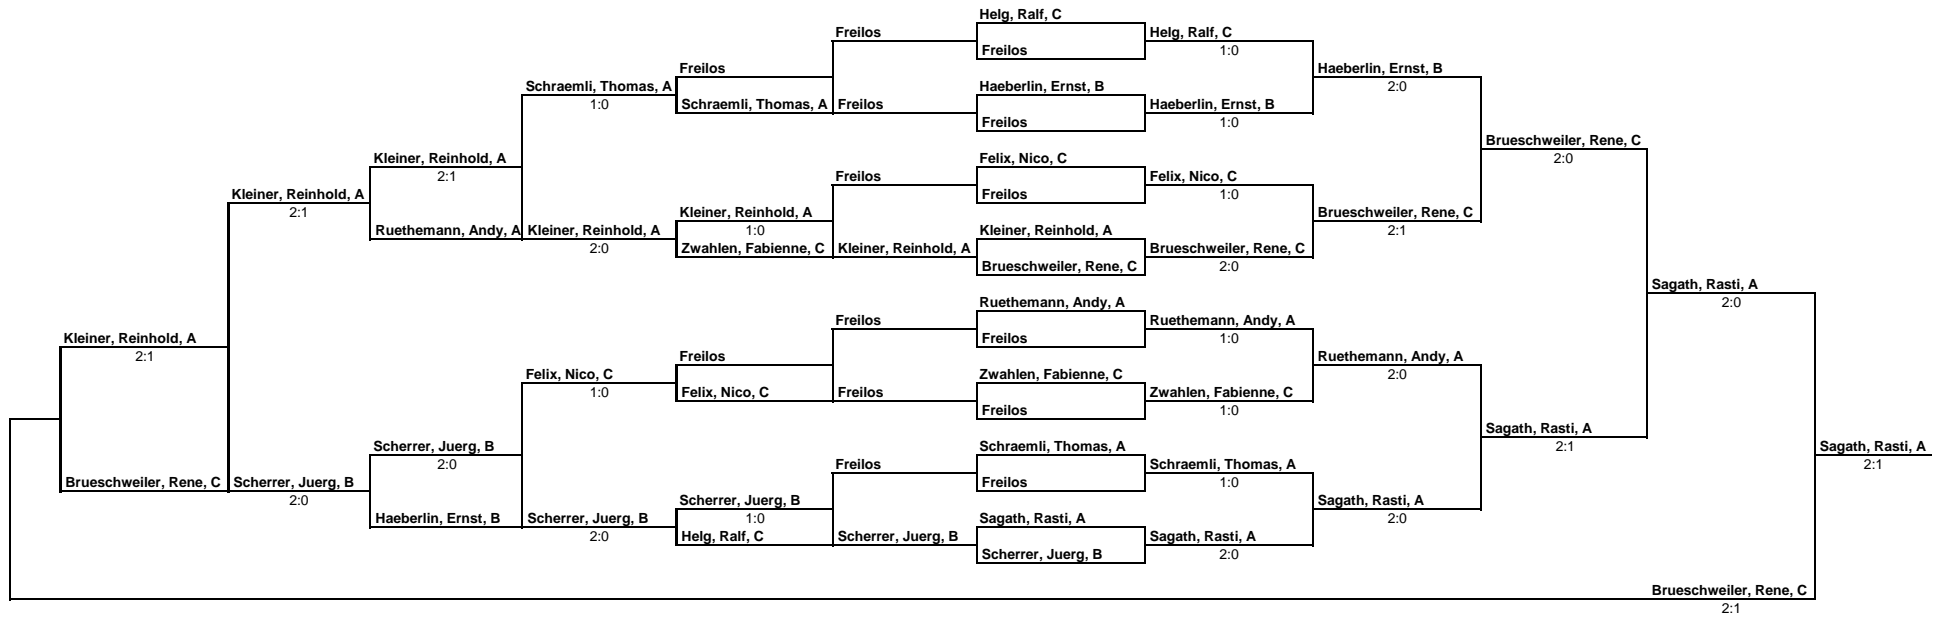 Helg, Ralf, C
Freilos
Helg, Ralf, C
Freilos
1:0
Freilos
Haeberlin, Ernst, B
Schraemli, Thomas, A
Haeberlin, Ernst, B
2:0
1:0
Schraemli, Thomas, A
Freilos
Haeberlin, Ernst, B
Freilos
1:0
Brueschweiler, Rene, C
Kleiner, Reinhold, A
Felix, Nico, C
2:0
2:1
Freilos
Felix, Nico, C
Kleiner, Reinhold, A
Freilos
1:0
2:1
Kleiner, Reinhold, A
Brueschweiler, Rene, C
Ruethemann, Andy, A
Kleiner, Reinhold, A
1:0
Kleiner, Reinhold, A
2:1
2:0
Zwahlen, Fabienne, C
Kleiner, Reinhold, A
Brueschweiler, Rene, C
Brueschweiler, Rene, C
2:0
Sagath, Rasti, A
Ruethemann, Andy, A
2:0
Freilos
Ruethemann, Andy, A
Kleiner, Reinhold, A
Freilos
1:0
2:1
Freilos
Ruethemann, Andy, A
Felix, Nico, C
Zwahlen, Fabienne, C
2:0
1:0
Felix, Nico, C
Freilos
Zwahlen, Fabienne, C
Freilos
1:0
Sagath, Rasti, A
Scherrer, Juerg, B
Schraemli, Thomas, A
2:1
Sagath, Rasti, A
2:0
Freilos
Schraemli, Thomas, A
2:1
Brueschweiler, Rene, C
Scherrer, Juerg, B
Freilos
1:0
2:0
Scherrer, Juerg, B
Sagath, Rasti, A
Haeberlin, Ernst, B
Scherrer, Juerg, B
1:0
Sagath, Rasti, A
2:0
2:0
Helg, Ralf, C
Scherrer, Juerg, B
Sagath, Rasti, A
Scherrer, Juerg, B
2:0
Brueschweiler, Rene, C
2:1